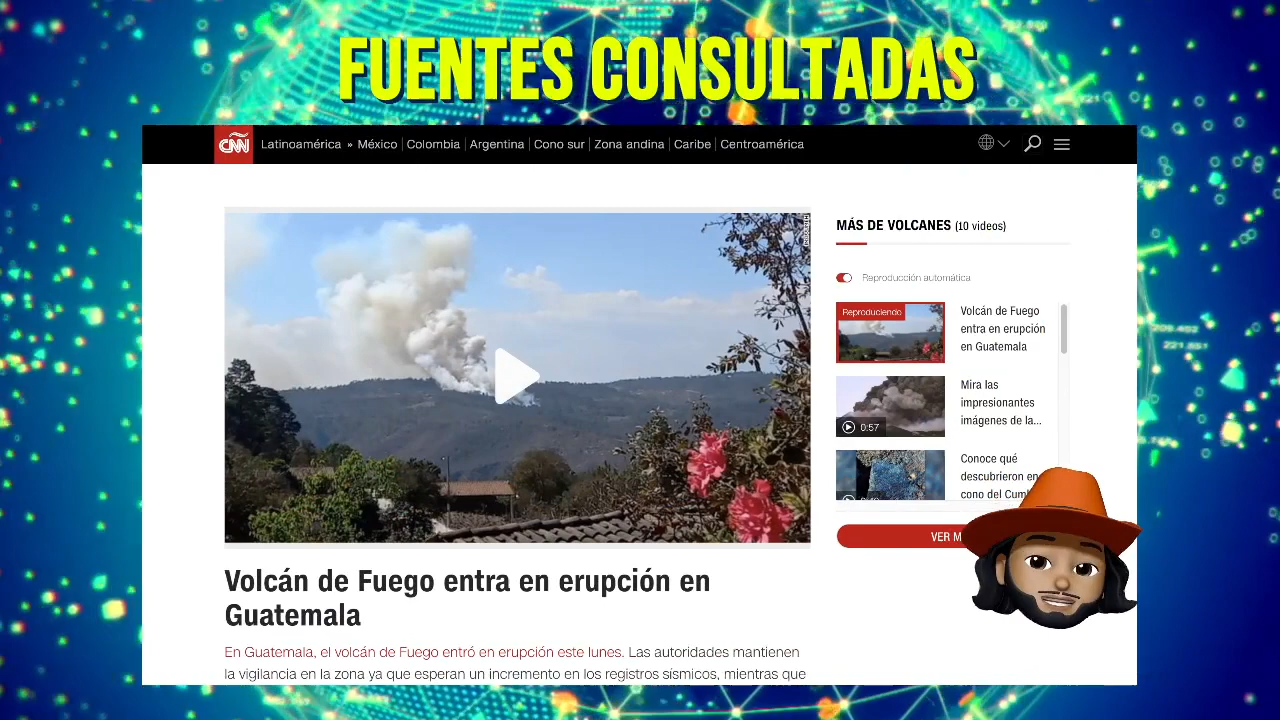 FUENTES CONSULTADAS
CNN
Latinoamérica » México Colombia Argentina Cono sur Zona andina Caribe Centroamérica
MÁS DE VOLCANES (10 videos)
Reproducción automática
Reproduciendo
Volcán de Fuego
entra en erupción
en Guatemala
Mira las
impresionantes
imágenes de la...
0:57
Conoce qué
descubrieron en
cono del
VER
Volcán de Fuego entra en erupción en
Guatemala
En Guatemala, el volcán de Fuego entró en erupción este lunes. Las autoridades mantienen
la vigilancia en la zona ya que esperan un incremento en los registros sísmicos, mientras que
209.452
221.551